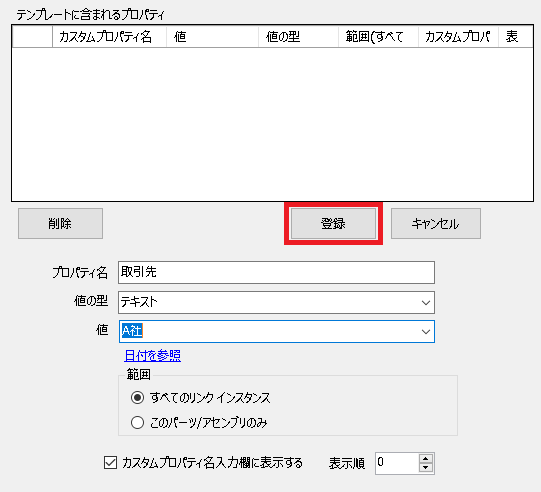 テンプレートに含まれるプロパティ
カスタムプロパティ名 値 値の型 範囲(すべて カスタムプロパ 表
削除 登録 キャンセル
プロパティ名 取引先
値の型 テキスト
値 A社
日付を参照
範囲
すべてのリンク インスタンス
このパーツ/アセンブリのみ
カスタムプロパティ名入力欄に表示する 表示順 0